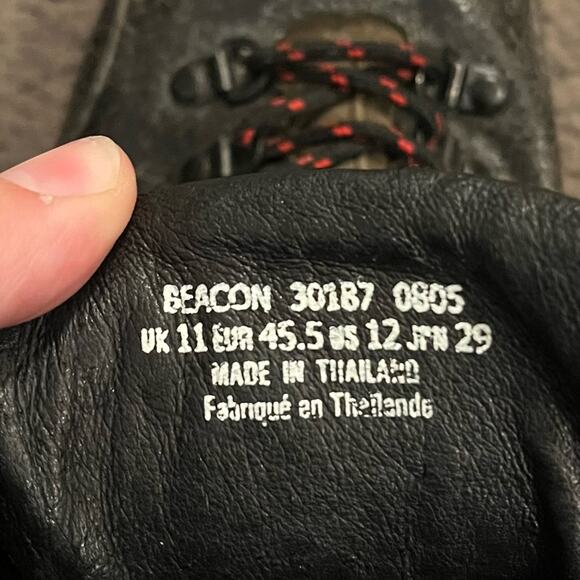 BEACON 30187 0805
UK 11 EUR 45.5 US 12 JPN 29
MADE IN THAILAND
Fabriqué en Thaïlande